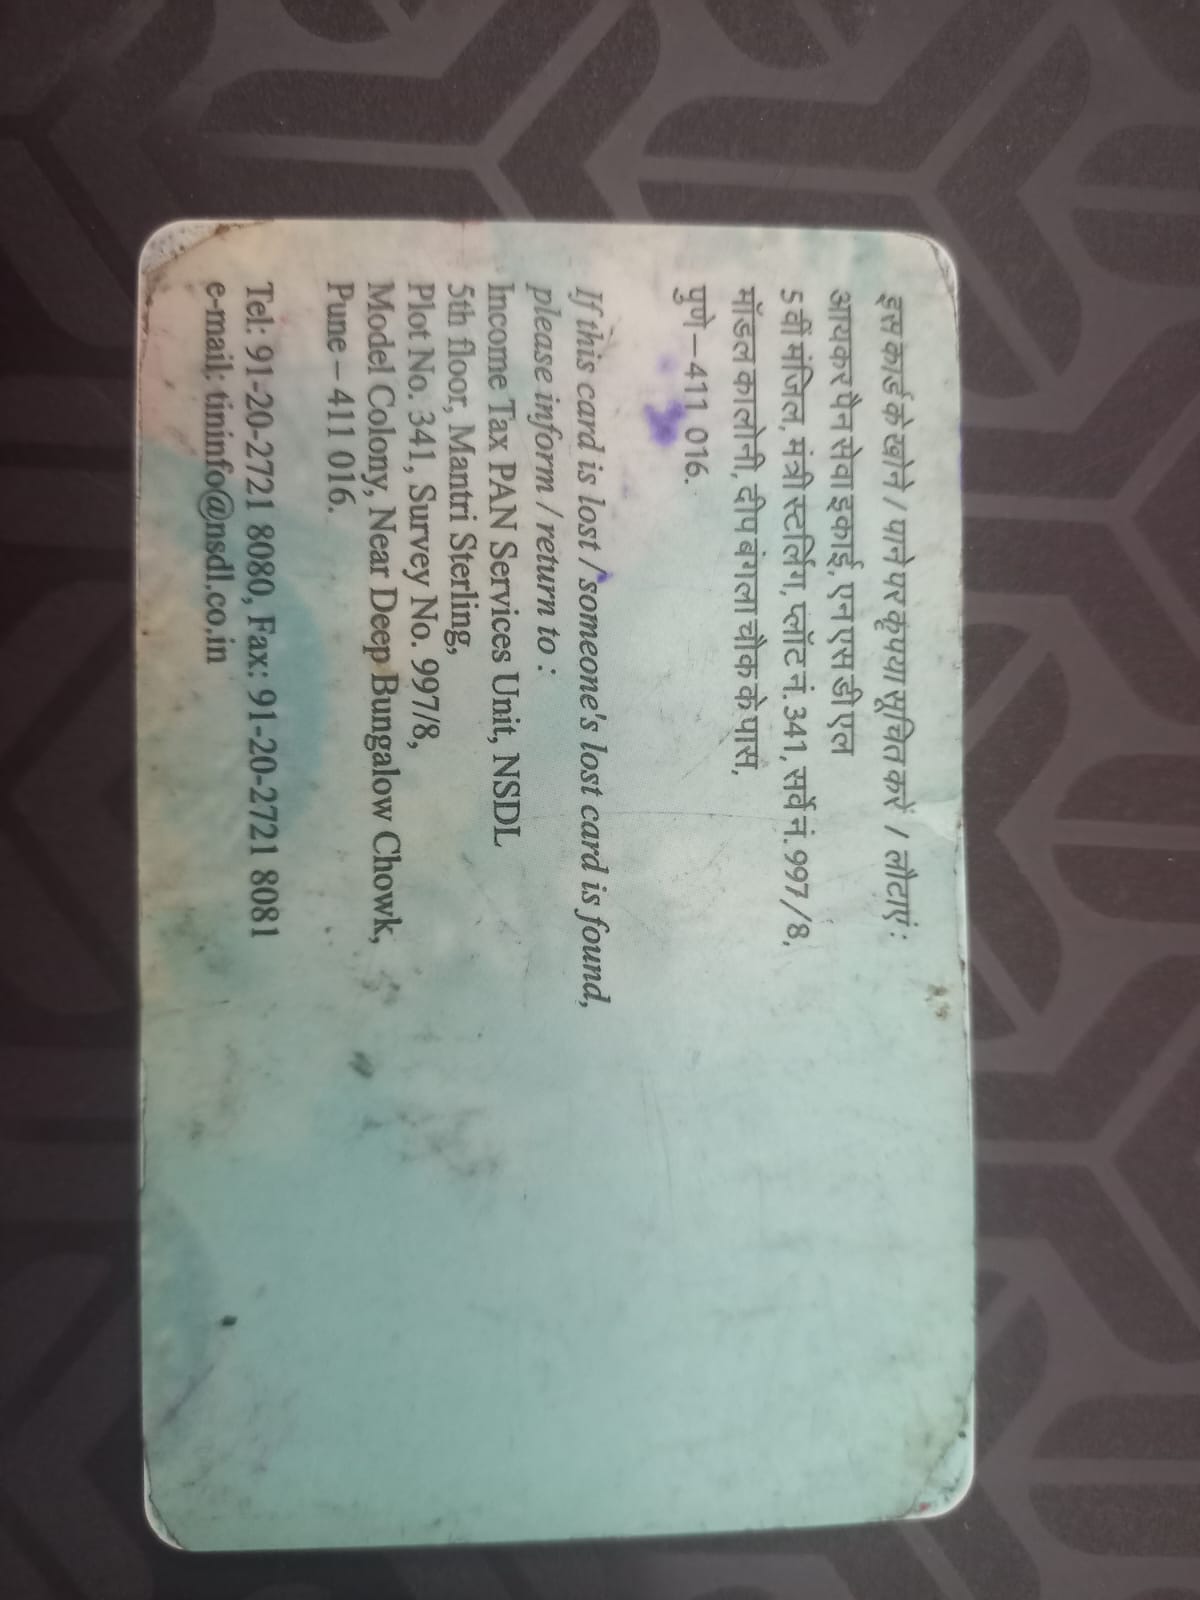 इस कार्ड के खोने / पाने पर कृपया सूचित करें / लौटाएं :
आयकर पैन सेवा इकाई, एन एस डी एल
5 वीं मंजिल, मंत्री स्टर्लिंग, प्लॉट नं. 341, सर्वे नं. 997/8,
मॉडल कालोनी, दीप बंगला चौक के पास,
पुणे – 411 016.
If this card is lost / someone's lost card is found,
please inform / return to :
Income Tax PAN Services Unit, NSDL
5th floor, Mantri Sterling,
Plot No. 341, Survey No. 997/8,
Model Colony, Near Deep Bungalow Chowk,
Pune – 411 016.
Tel: 91-20-2721 8080, Fax: 91-20-2721 8081
e-mail: tininfo@nsdl.co.in